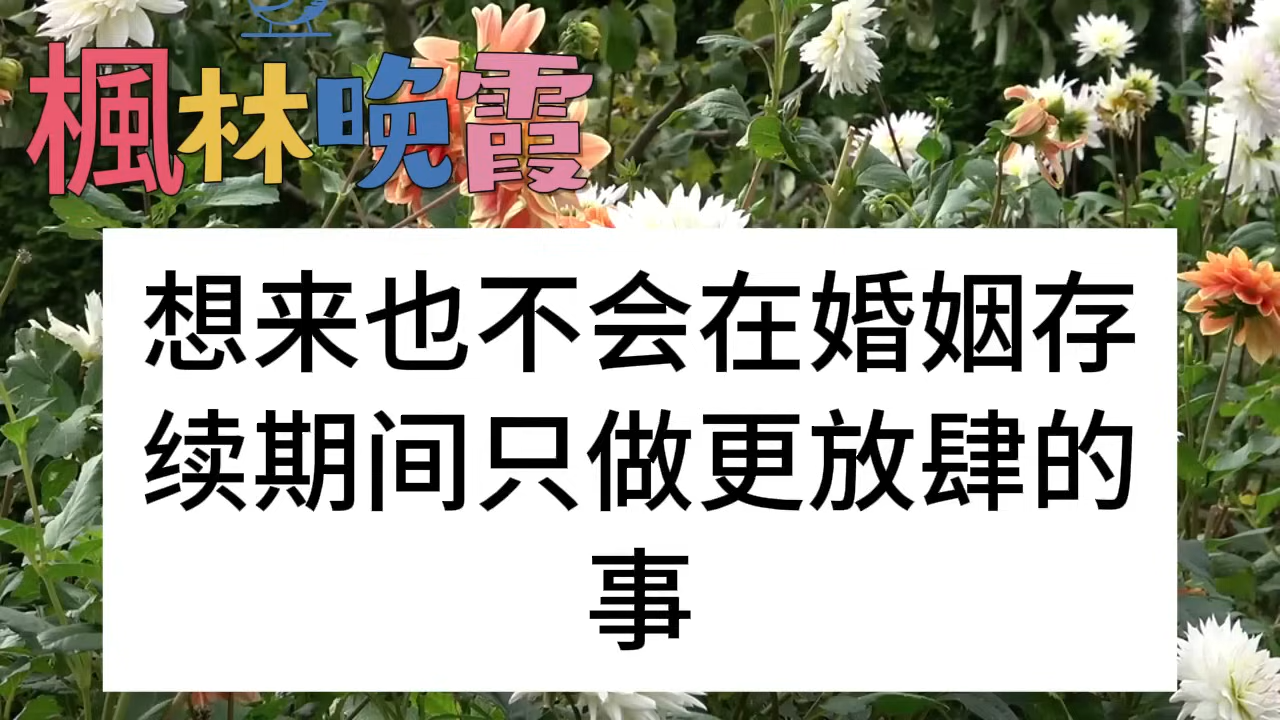 楓林晚霞
想来也不会在婚姻存
续期间只做更放肆的
事